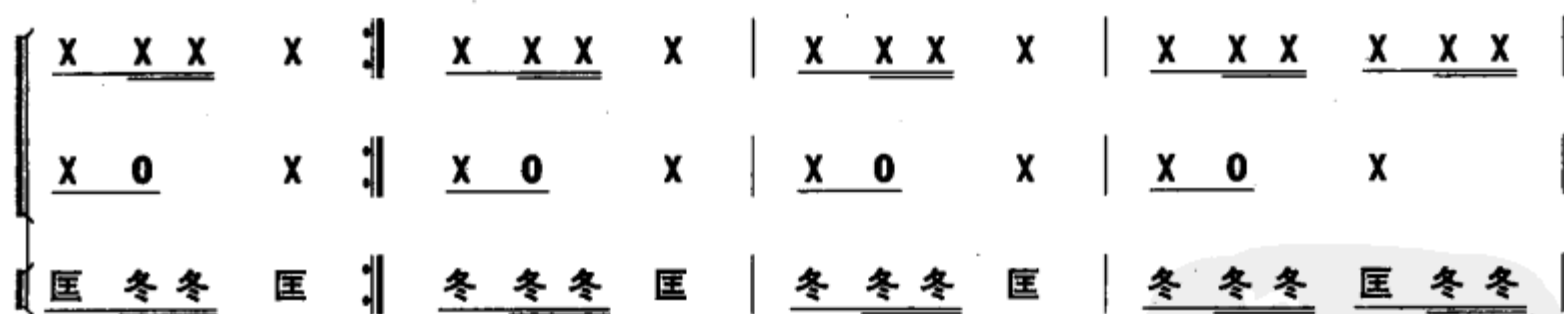 X X X X X X X X X X X X X X X X X X
X 0 X X 0 X X 0 X X 0 X
匡 冬 冬 匡 冬 冬 冬 匡 冬 冬 冬 匡 冬 冬 冬 匡 冬 冬